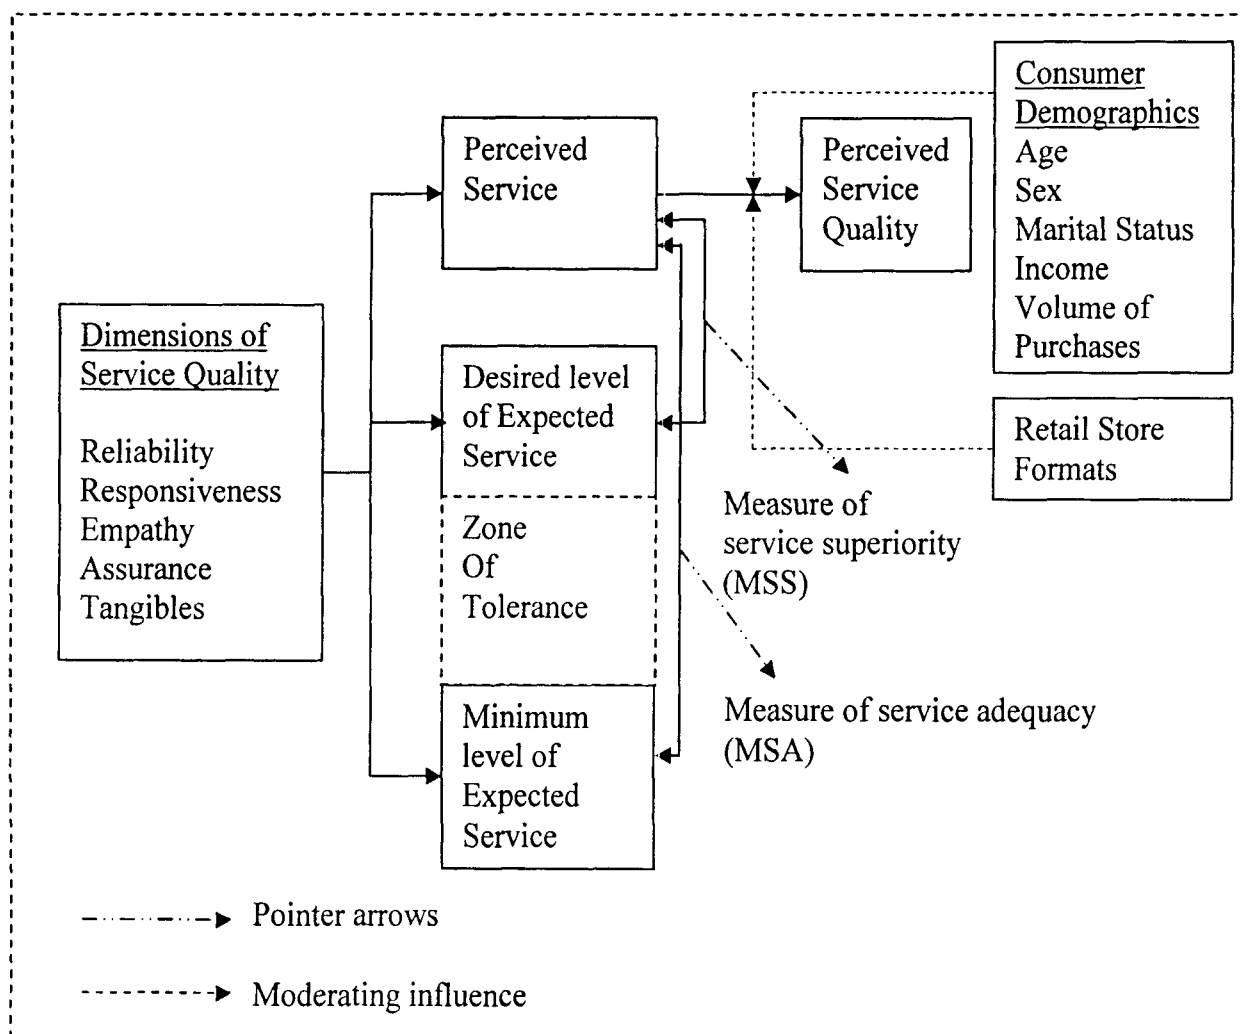 Dimensions of
Service Quality
Reliability
Responsiveness
Empathy
Assurance
Tangibles
Perceived
Service
Desired level
of Expected
Service
Zone
Of
Tolerance
Minimum
level of
Expected
Service
Perceived
Service
Quality
Consumer
Demographics
Age
Sex
Marital Status
Income
Volume of
Purchases
Retail Store
Formats
Measure of
service superiority
(MSS)
Measure of service adequacy
(MSA)
Pointer arrows
Moderating influence